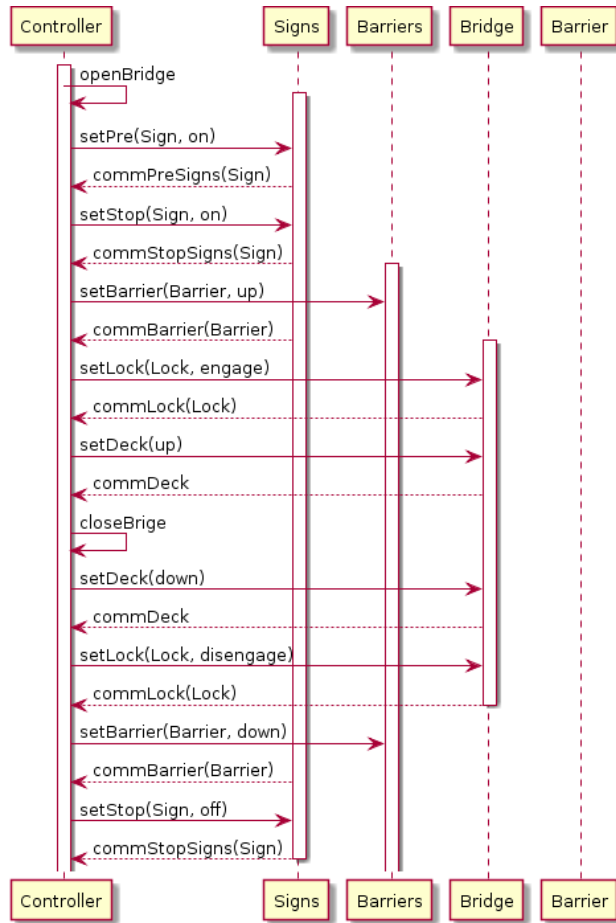 Controller Signs Barriers Bridge Barrier
openBridge
setPre(Sign, on)
commPreSigns(Sign)
setStop(Sign, on)
commStopSigns(Sign)
setBarrier(Barrier, up)
commBarrier(Barrier)
setLock(Lock, engage)
commLock(Lock)
setDeck(up)
commDeck
closeBrige
setDeck(down)
commDeck
setLock(Lock, disengage)
commLock(Lock)
setBarrier(Barrier, down)
commBarrier(Barrier)
setStop(Sign, off)
commStopSigns(Sign)
Controller Signs Barriers Bridge Barrier